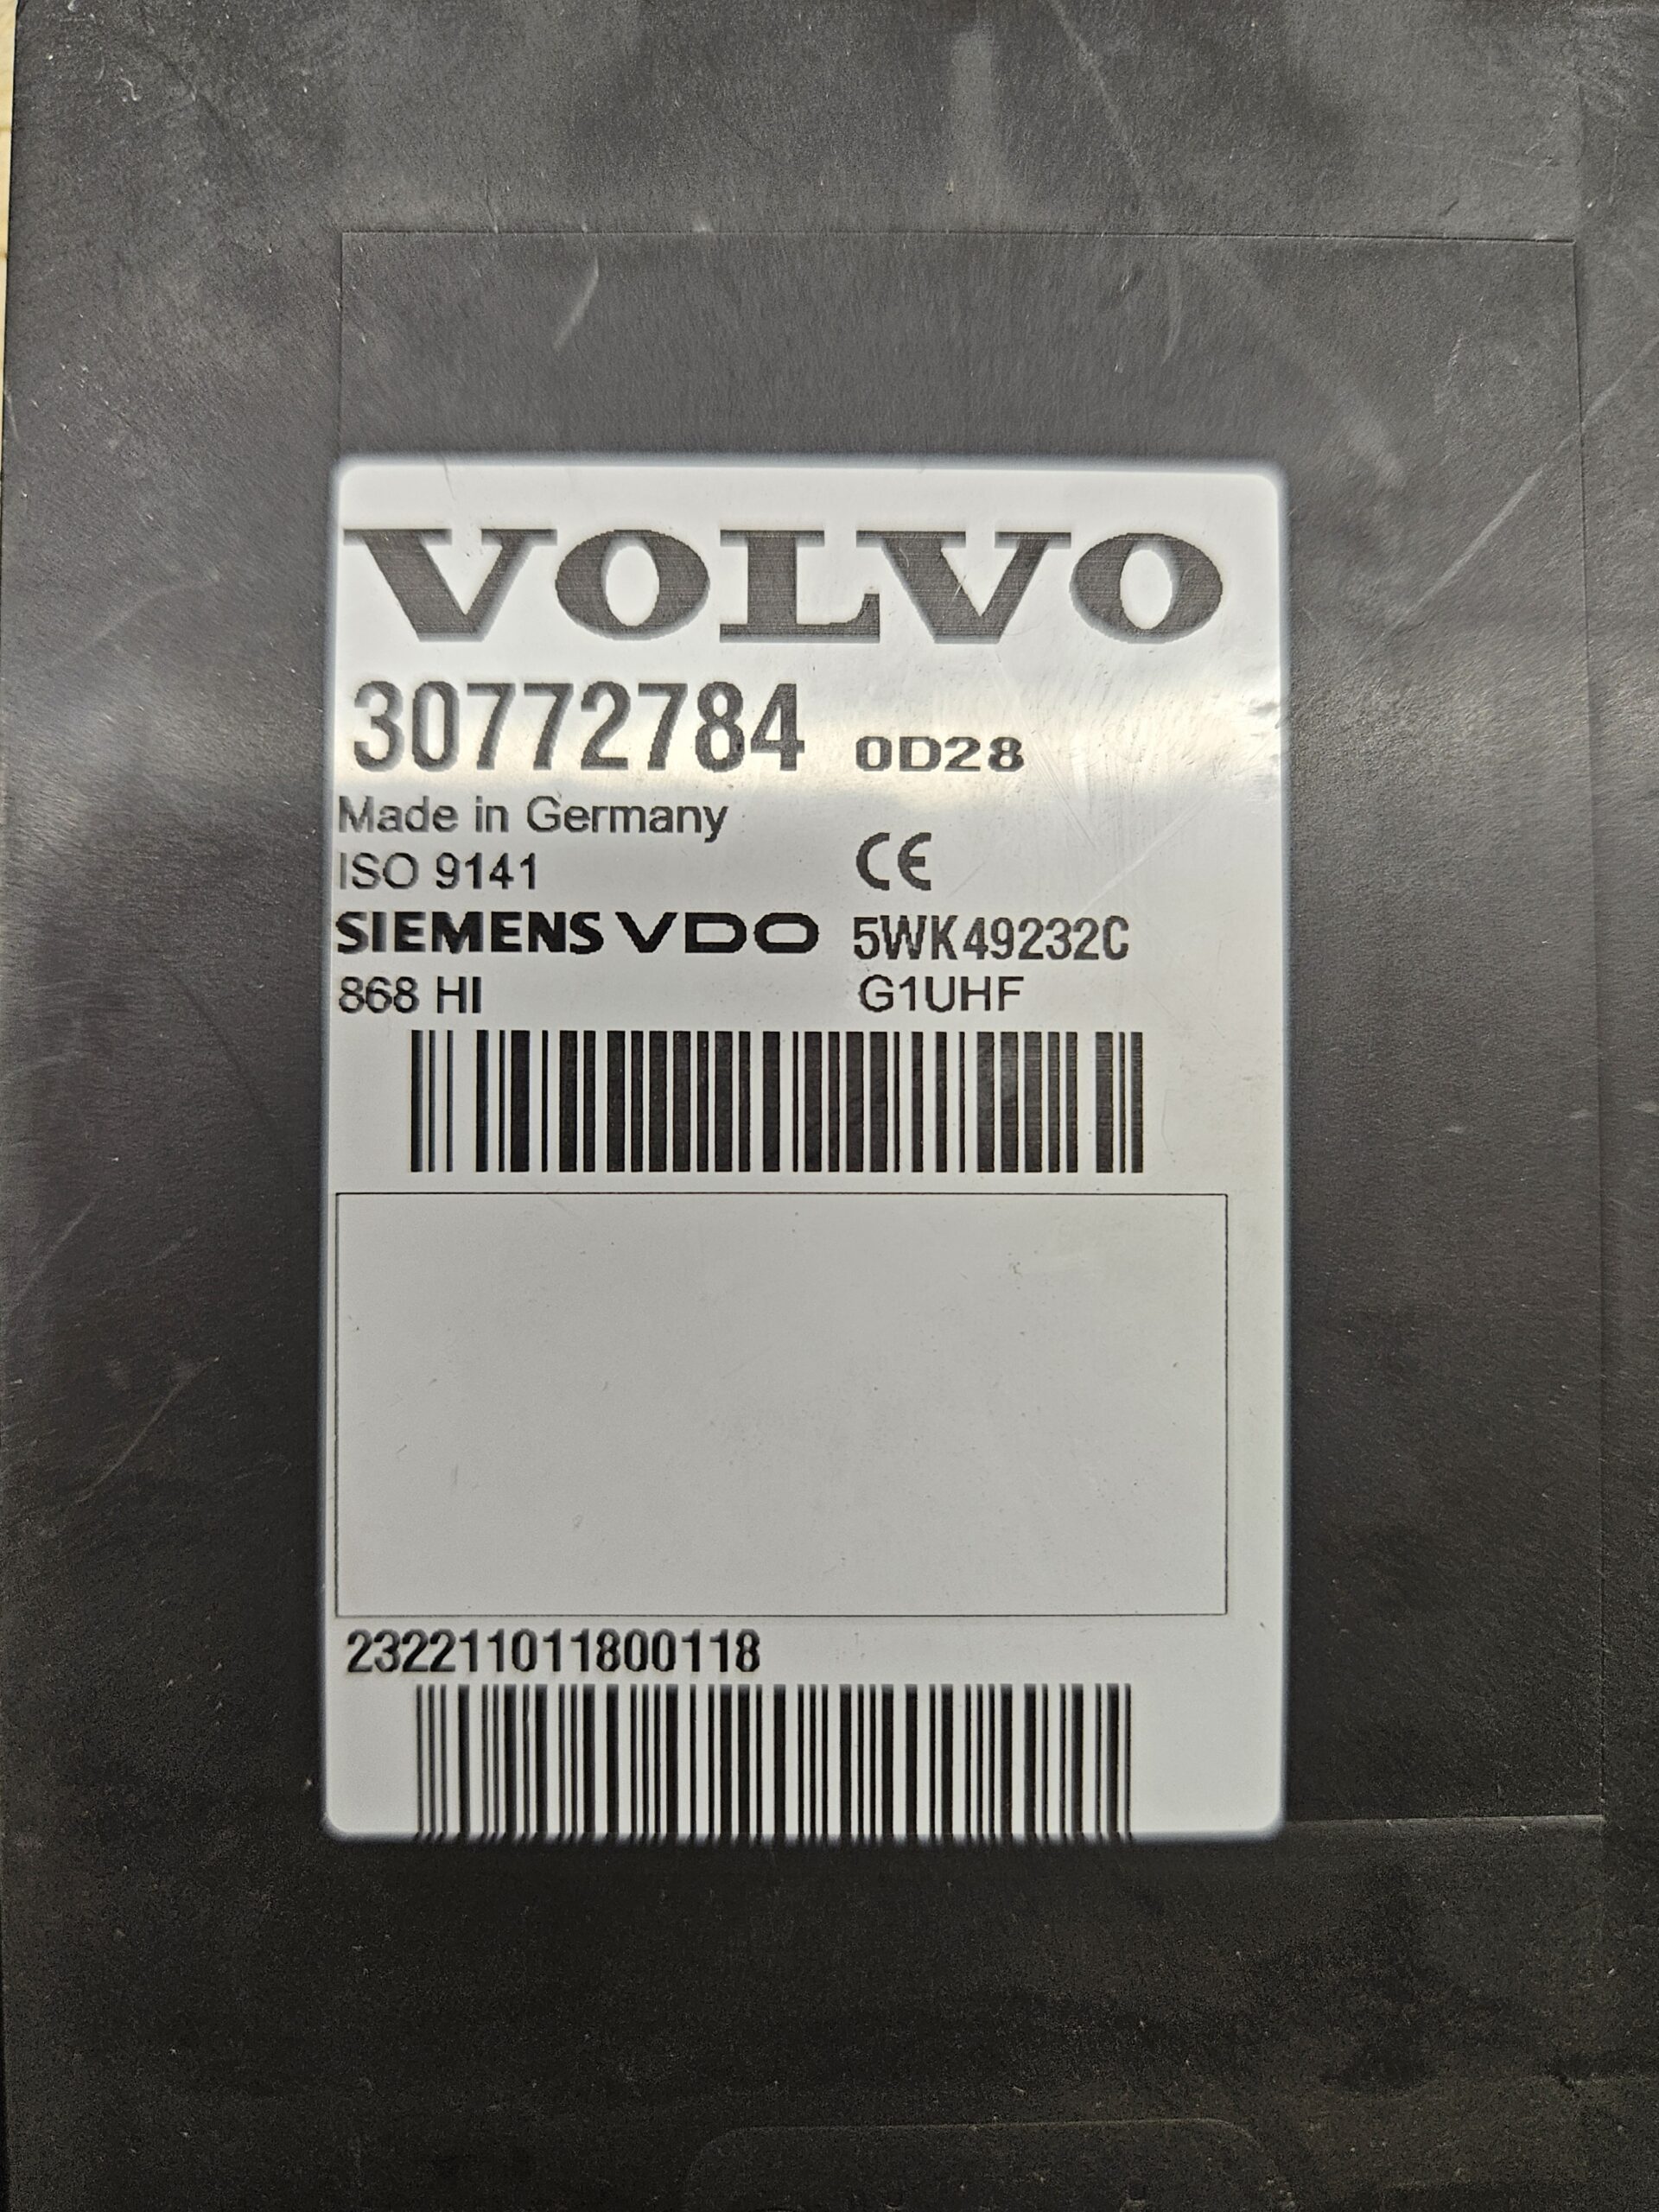 VOLVO
30772784 0D28
Made in Germany
ISO 9141 CE
SIEMENS VDO 5WK49232C
868 HI G1UHF
232211011800118